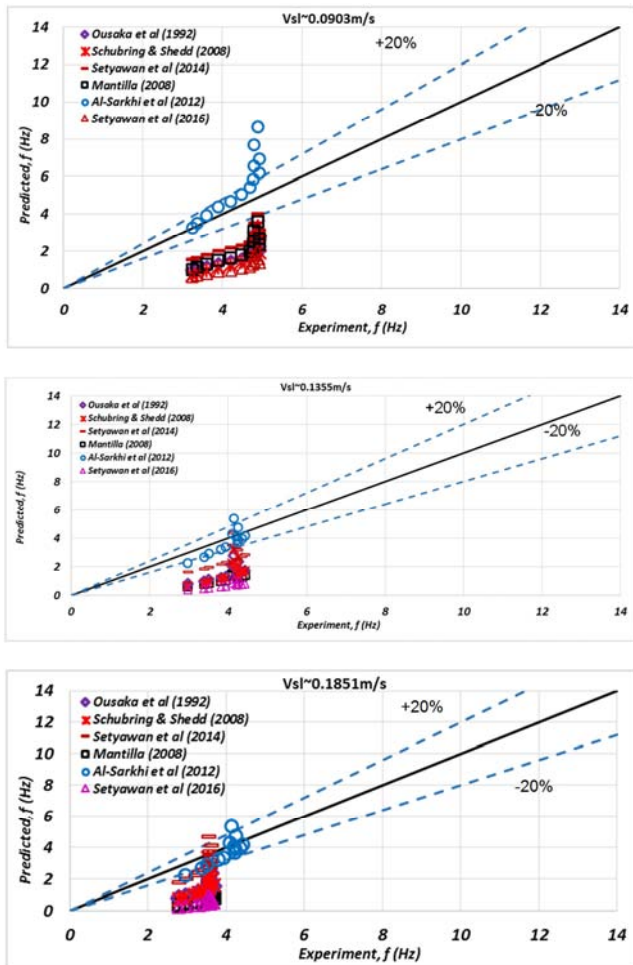 Vsl~0.0903m/s
14
12
10
8
6
4
2
0
Predicted, f (Hz)
Ousaka et al (1992)
Schubring & Shedd (2008)
Setyawan et al (2014)
Mantilla (2008)
Al-Sarkhi et al (2012)
Setyawan et al (2016)
+20%
-20%
0 2 4 6 8 10 12 14
Experiment, f (Hz)
Vsl~0.1355m/s
14
12
10
8
6
4
2
0
Predicted, f (Hz)
Ousaka et al (1992)
Schubring & Shedd (2008)
Setyawan et al (2014)
Mantilla (2008)
Al-Sarkhi et al (2012)
Setyawan et al (2016)
+20%
-20%
0 2 4 6 8 10 12 14
Experiment, f (Hz)
Vsl~0.1851m/s
14
12
10
8
6
4
2
0
Predicted, f (Hz)
Ousaka et al (1992)
Schubring & Shedd (2008)
Setyawan et al (2014)
Mantilla (2008)
Al-Sarkhi et al (2012)
Setyawan et al (2016)
+20%
-20%
0 2 4 6 8 10 12 14
Experiment, f (Hz)